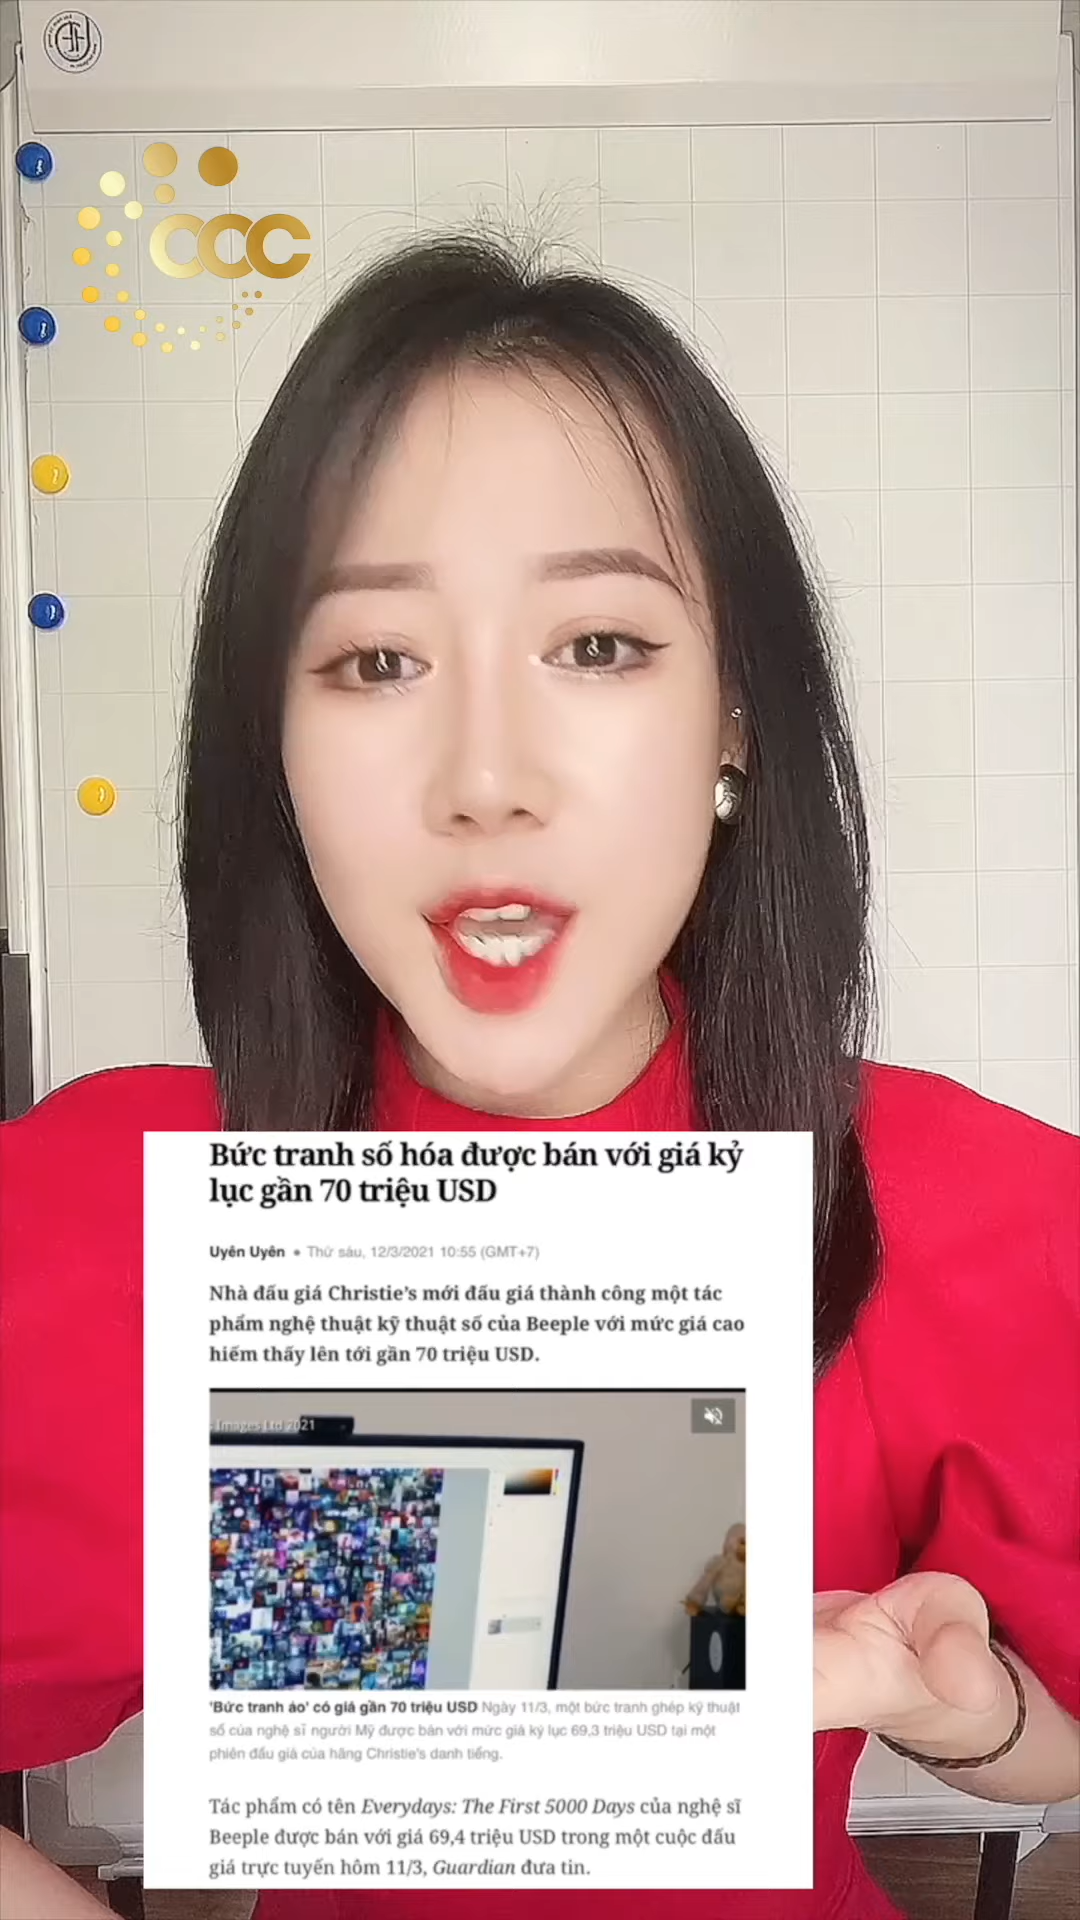 CCC
Bức tranh số hóa được bán với giá kỷ
lục gần 70 triệu USD
Uyên Uyên • Thứ sáu, 12/3/2021 10:55 (GMT+7)
Nhà đấu giá Christie’s mới đấu giá thành công một tác
phẩm nghệ thuật kỹ thuật số của Beeple với mức giá cao
hiếm thấy lên tới gần 70 triệu USD.
Images Ltd 2021
'Bức tranh ảo' có giá gần 70 triệu USD Ngày 11/3, một bức tranh ghép kỹ thuật
số của nghệ sĩ người Mỹ được bán với mức giá kỷ lục 69,3 triệu USD tại một
phiên đấu giá của hãng Christie's danh tiếng.
Tác phẩm có tên Everydays: The First 5000 Days của nghệ sĩ
Beeple được bán với giá 69,4 triệu USD trong một cuộc đấu
giá trực tuyến hôm 11/3, Guardian đưa tin.